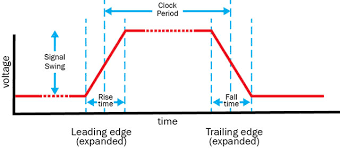 Clock
Period
Signal
Swing
voltage
Rise
time
Fall
time
time
Leading edge
(expanded)
Trailing edge
(expanded)